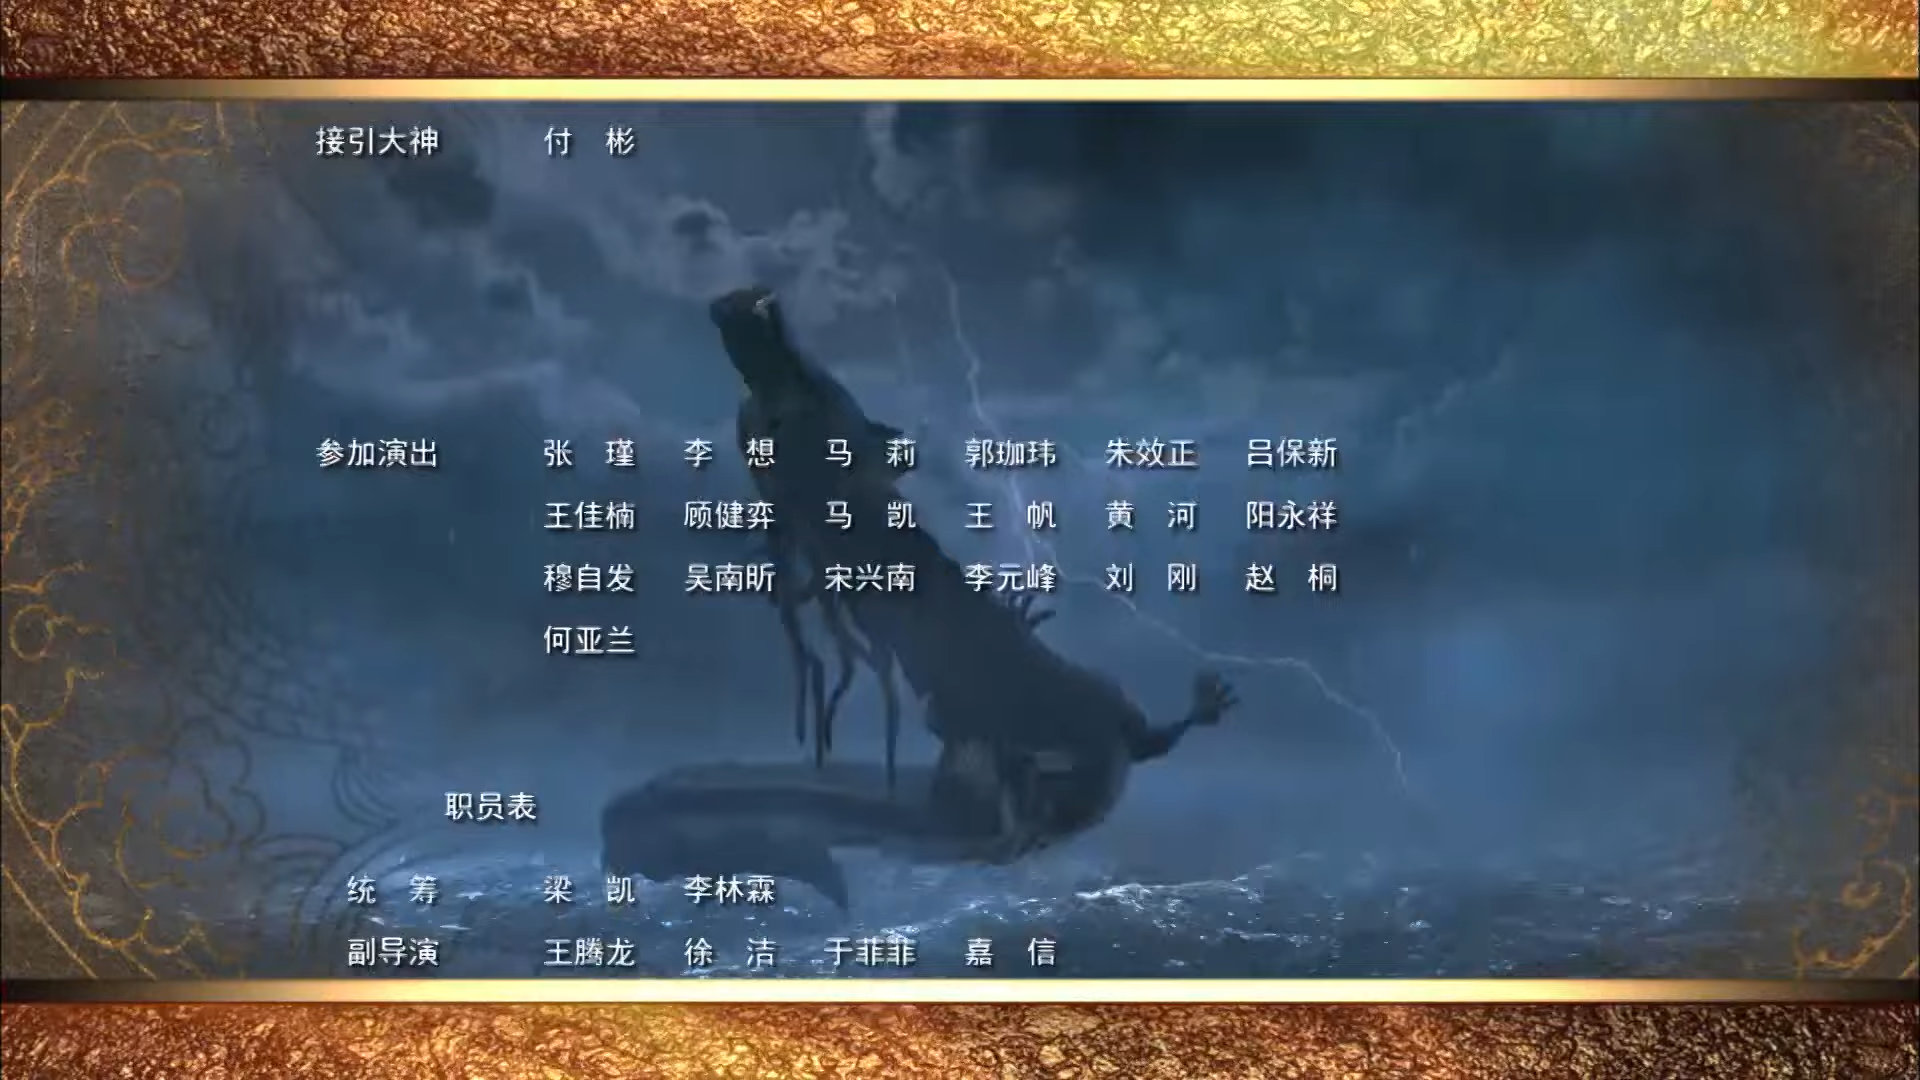 接引大神 付 彬
参加演出 张 瑾 李 想 马 莉 郭珈玮 朱效正 吕保新
王佳楠 顾健弈 马 凯 王 帆 黄 河 阳永祥
穆自发 吴南昕 宋兴南 李元峰 刘 刚 赵 桐
何亚兰
职员表
统 筹 梁 凯 李林霖
副导演 王腾龙 徐 洁 于菲菲 嘉 信